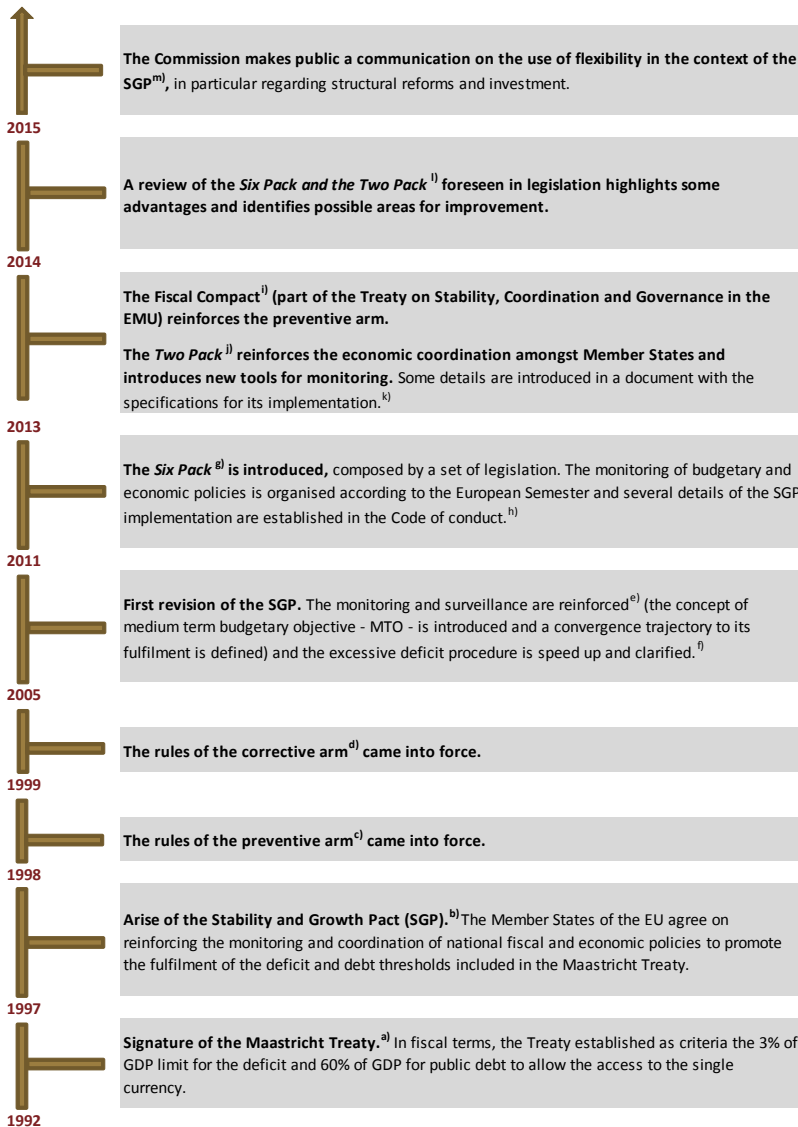 The Commission makes public a communication on the use of flexibility in the context of the
SGPm), in particular regarding structural reforms and investment.
2015
A review of the Six Pack and the Two Pack l) foreseen in legislation highlights some
advantages and identifies possible areas for improvement.
2014
The Fiscal Compacti) (part of the Treaty on Stability, Coordination and Governance in the
EMU) reinforces the preventive arm.
The Two Pack j) reinforces the economic coordination amongst Member States and
introduces new tools for monitoring. Some details are introduced in a document with the
specifications for its implementation.k)
2013
The Six Pack g) is introduced, composed by a set of legislation. The monitoring of budgetary and
economic policies is organised according to the European Semester and several details of the SGP
implementation are established in the Code of conduct.h)
2011
First revision of the SGP. The monitoring and surveillance are reinforcede) (the concept of
medium term budgetary objective - MTO - is introduced and a convergence trajectory to its
fulfilment is defined) and the excessive deficit procedure is speed up and clarified.f)
2005
The rules of the corrective armd) came into force.
1999
The rules of the preventive armc) came into force.
1998
Arise of the Stability and Growth Pact (SGP).b) The Member States of the EU agree on
reinforcing the monitoring and coordination of national fiscal and economic policies to promote
the fulfilment of the deficit and debt thresholds included in the Maastricht Treaty.
1997
Signature of the Maastricht Treaty.a) In fiscal terms, the Treaty established as criteria the 3% of
GDP limit for the deficit and 60% of GDP for public debt to allow the access to the single
currency.
1992